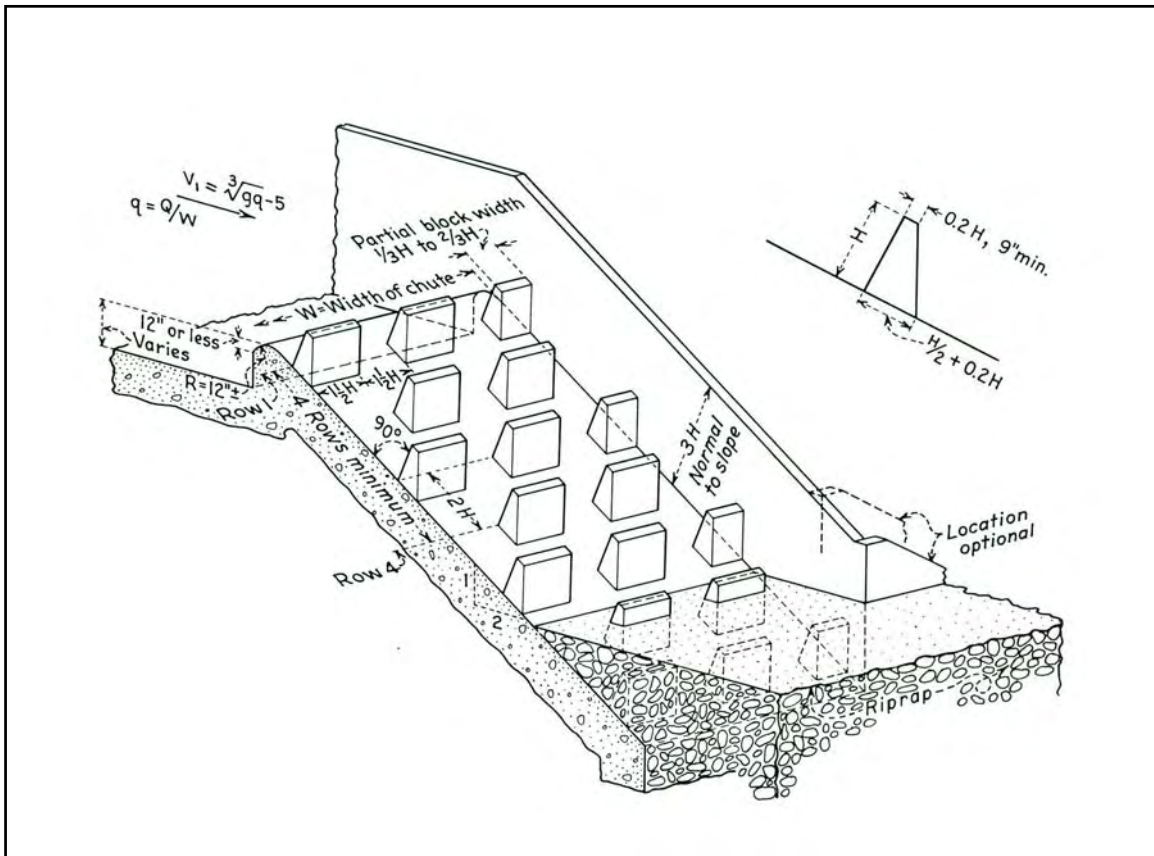 V₁ = ∛gq-5
q = Q/W
Partial block width
⅓H to ⅔H
W=Width of chute
12" or less
Varies
R=12"±
Row 1
1½H
1½H
90°
4 Rows minimum
2H
Row 4
1
2
3H
Normal
to slope
H
0.2H, 9"min.
H/2 + 0.2H
Location
optional
Riprap